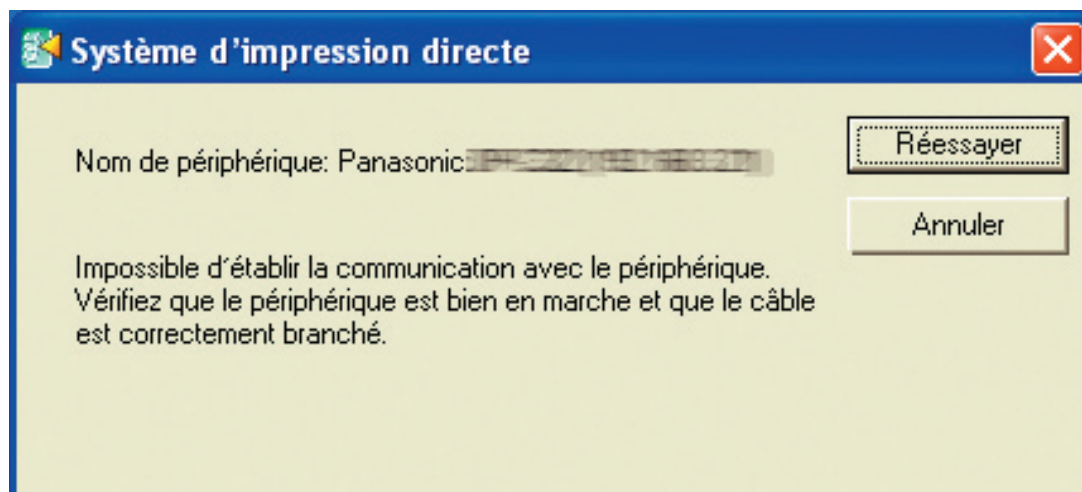 Système d'impression directe
Nom de périphérique: Panasonic
Réessayer
Annuler
Impossible d'établir la communication avec le périphérique.
Vérifiez que le périphérique est bien en marche et que le câble
est correctement branché.